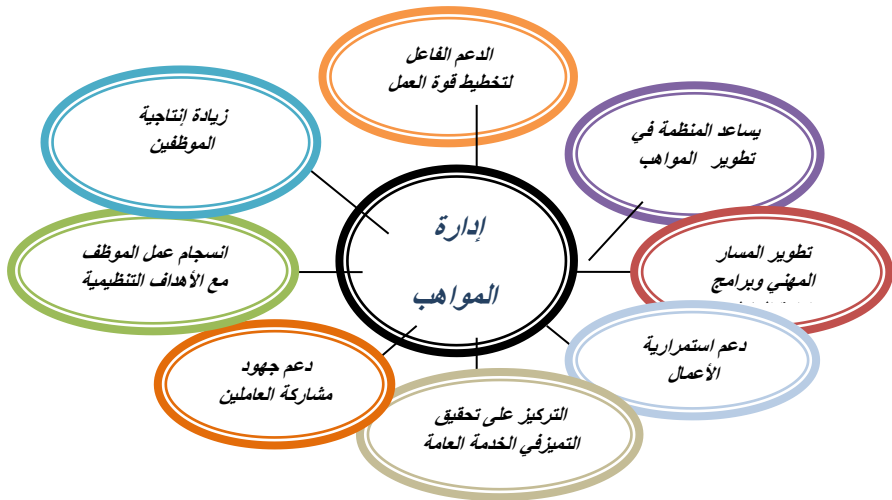 الدعم الفاعل
لتخطيط قوة العمل
يساعد المنظمة في
تطوير المواهب
تطوير المسار
المهني وبرامج
دعم استمرارية
الأعمال
التركيز على تحقيق
التميزفي الخدمة العامة
دعم جهود
مشاركة العاملين
انسجام عمل الموظف
مع الأهداف التنظيمية
زيادة إنتاجية
الموظفين
إدارة
المواهب